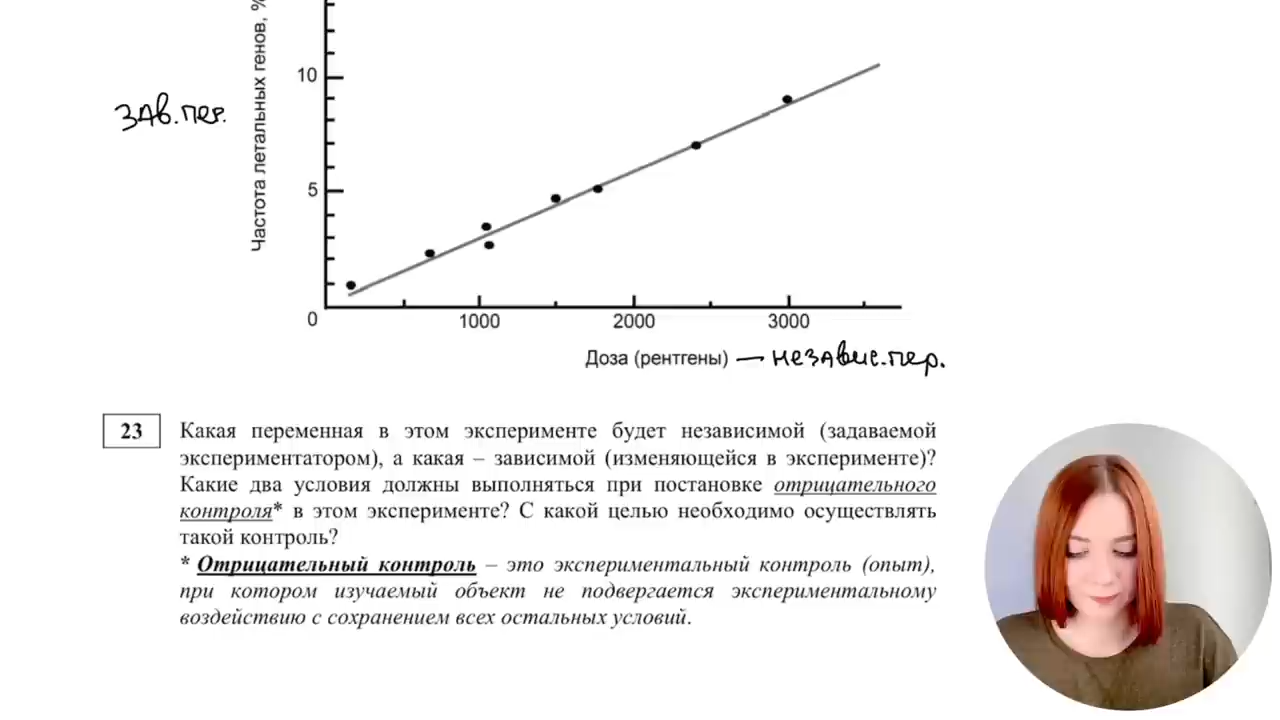 Частота летальных генов, %
10
зав.пер.
5
0
1000 2000 3000
Доза (рентгены) — независ.пер.
23
Какая переменная в этом эксперименте будет независимой (задаваемой
экспериментатором), а какая – зависимой (изменяющейся в эксперименте)?
Какие два условия должны выполняться при постановке отрицательного
контроля* в этом эксперименте? С какой целью необходимо осуществлять
такой контроль?
* Отрицательный контроль – это экспериментальный контроль (опыт),
при котором изучаемый объект не подвергается экспериментальному
воздействию с сохранением всех остальных условий.